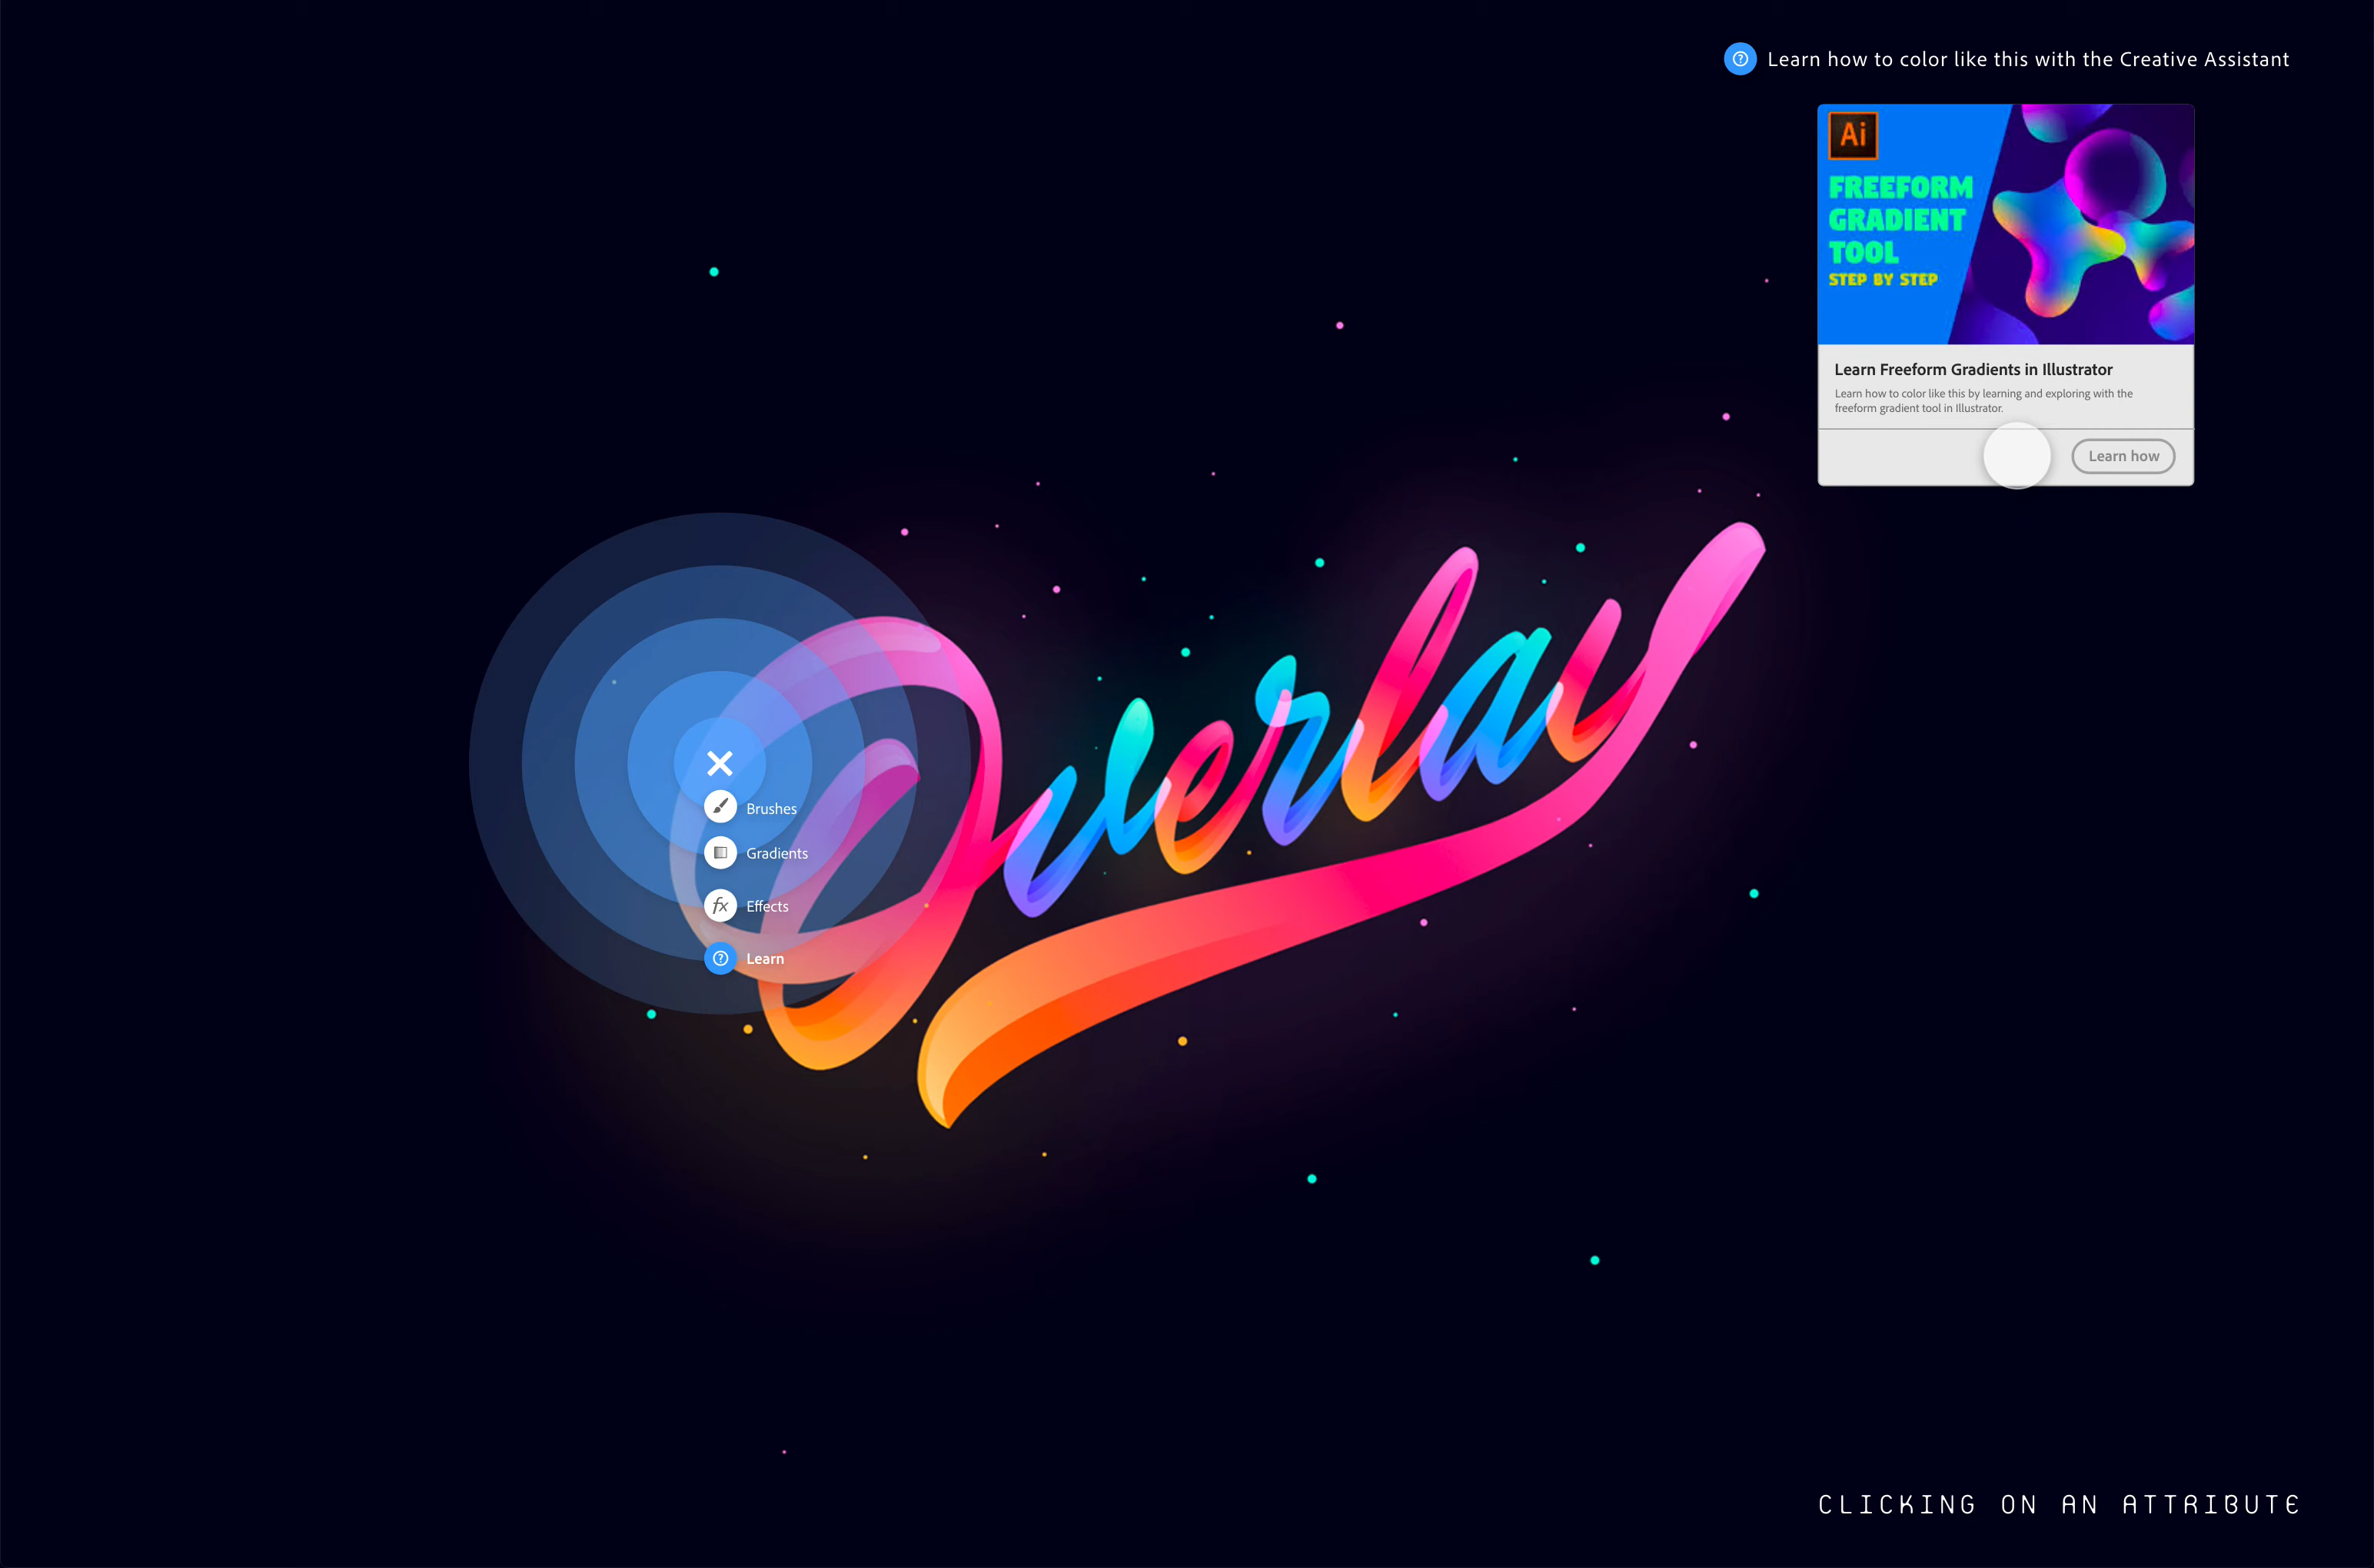 Learn how to color like this with the Creative Assistant
Ai
FREEFORM
GRADIENT
TOOL
STEP BY STEP
Learn Freeform Gradients in Illustrator
Learn how to color like this by learning and exploring with the
freeform gradient tool in Illustrator.
Learn how
Overlay
Brushes
Gradients
fx Effects
Learn
CLICKING ON AN ATTRIBUTE